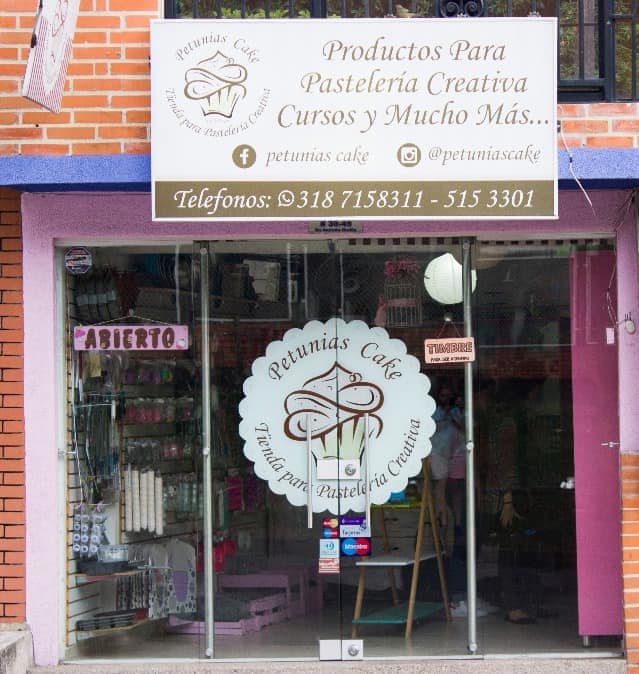 Petunias Cake
Tienda para Pastelería Creativa
Productos Para
Pastelería Creativa
Cursos y Mucho Más...
petunias cake
@petuniascake
Telefonos: 318 7158311 - 515 3301
ABIERTO
TIMBRE
Petunias Cake
Tienda para Pastelería Creativa
Maestro